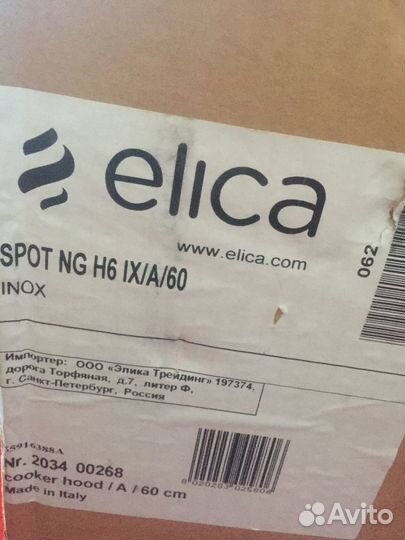 elica
www.elica.com
SPOT NG H6 IX/A/60
INOX
062
Импортер: ООО «Элика Трейдинг» 197374,
дорога Торфяная, д.7, литер Ф,
г. Санкт-Петербург, Россия
Nr. 2034 00268
cooker hood / A / 60 cm
Made in Italy
Avito